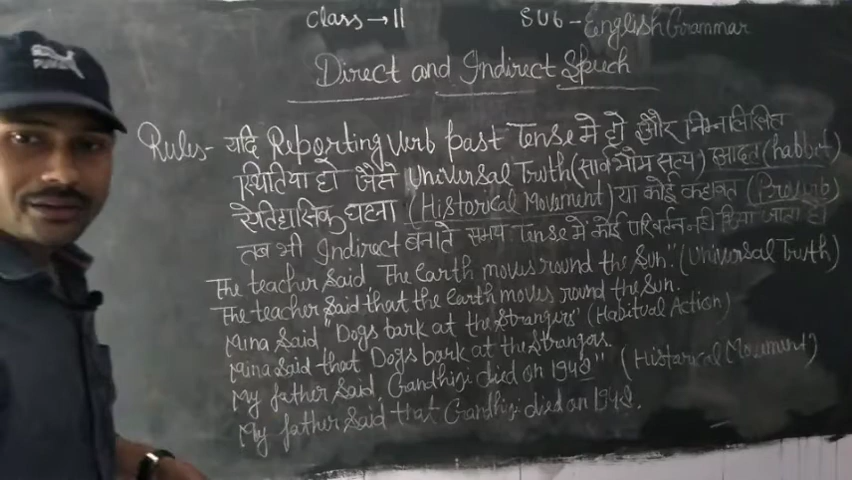 Class → 11 SUB - English Grammar
Direct and Indirect Speech
Rules - यदि Reporting Verb past Tense मे हो और निम्नलिखित
स्थितिया हो जैसे Universal Truth (सार्वभौम सत्य) आदत (habbit)
ऐतिहासिक घटना (Historical Movement) या कोई कहावत (Proverb)
तब भी Indirect बनाते समय Tense मे कोई परिवर्तन नही किया जाता है
The teacher Said, The Earth moves round the Sun." (Universal Truth)
The teacher Said that the Earth moves round the Sun.
Mina Said "Dogs bark at the Strangers" (Habitual Action)
Mina Said that Dogs bark at the Strangers.
My father Said, Gandhiji died on 1948" (Historical Movement)
My father Said that Gandhiji died on 1948.